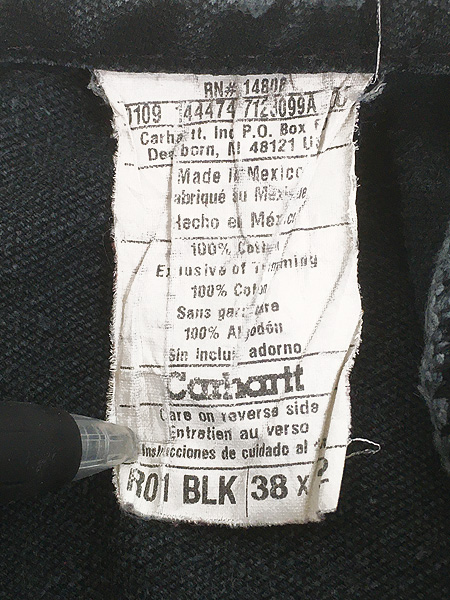 RN# 14806
1109 44474 712J099A
Carhartt. Inc P.O. Box
Dearborn, MI 48121
Made In Mexico
Fabriqué au Mexique
Hecho en México
100% Cotton
Exclusive of Trimming
100% Coton
Sans garniture
100% Algodón
Sin Incluir adorno
Carhartt
Care on reverse side
Entretien au verso
Instrucciones de cuidado al
R01 BLK 38 x